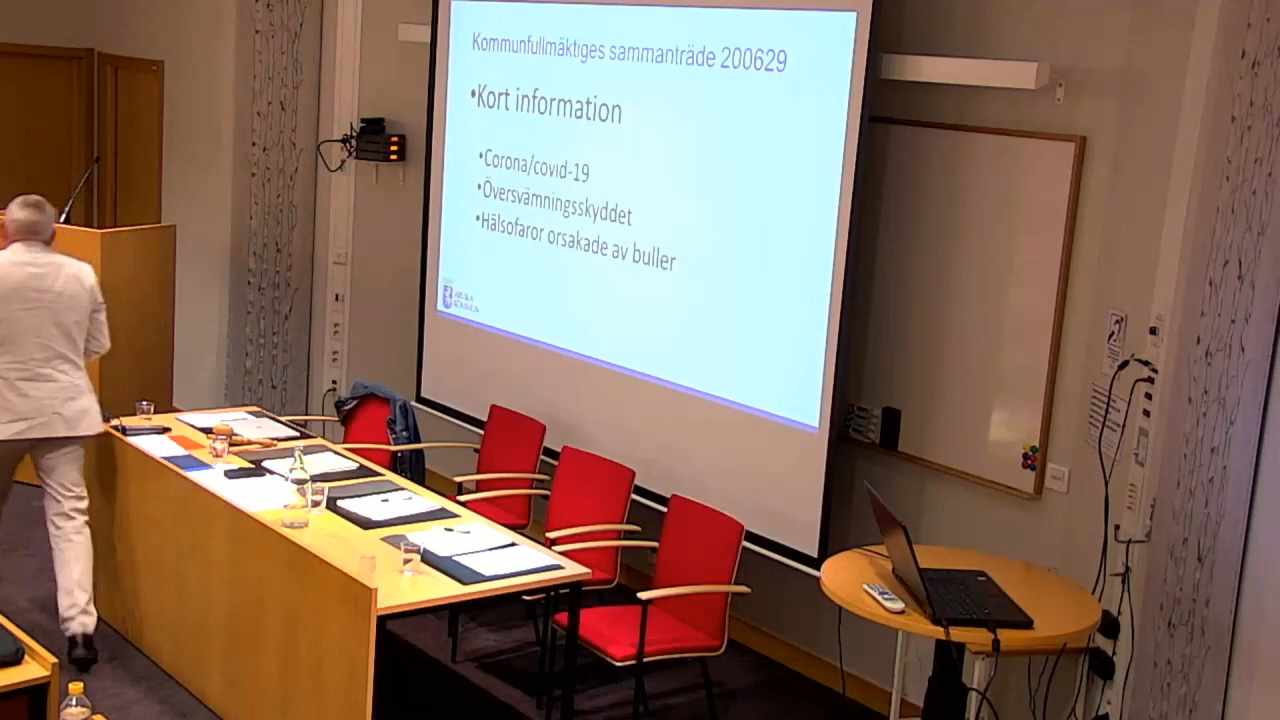 Kommunfullmäktiges sammanträde 200629
•Kort information
•Corona/covid-19
•Översvämningsskyddet
•Hälsofaror orsakade av buller